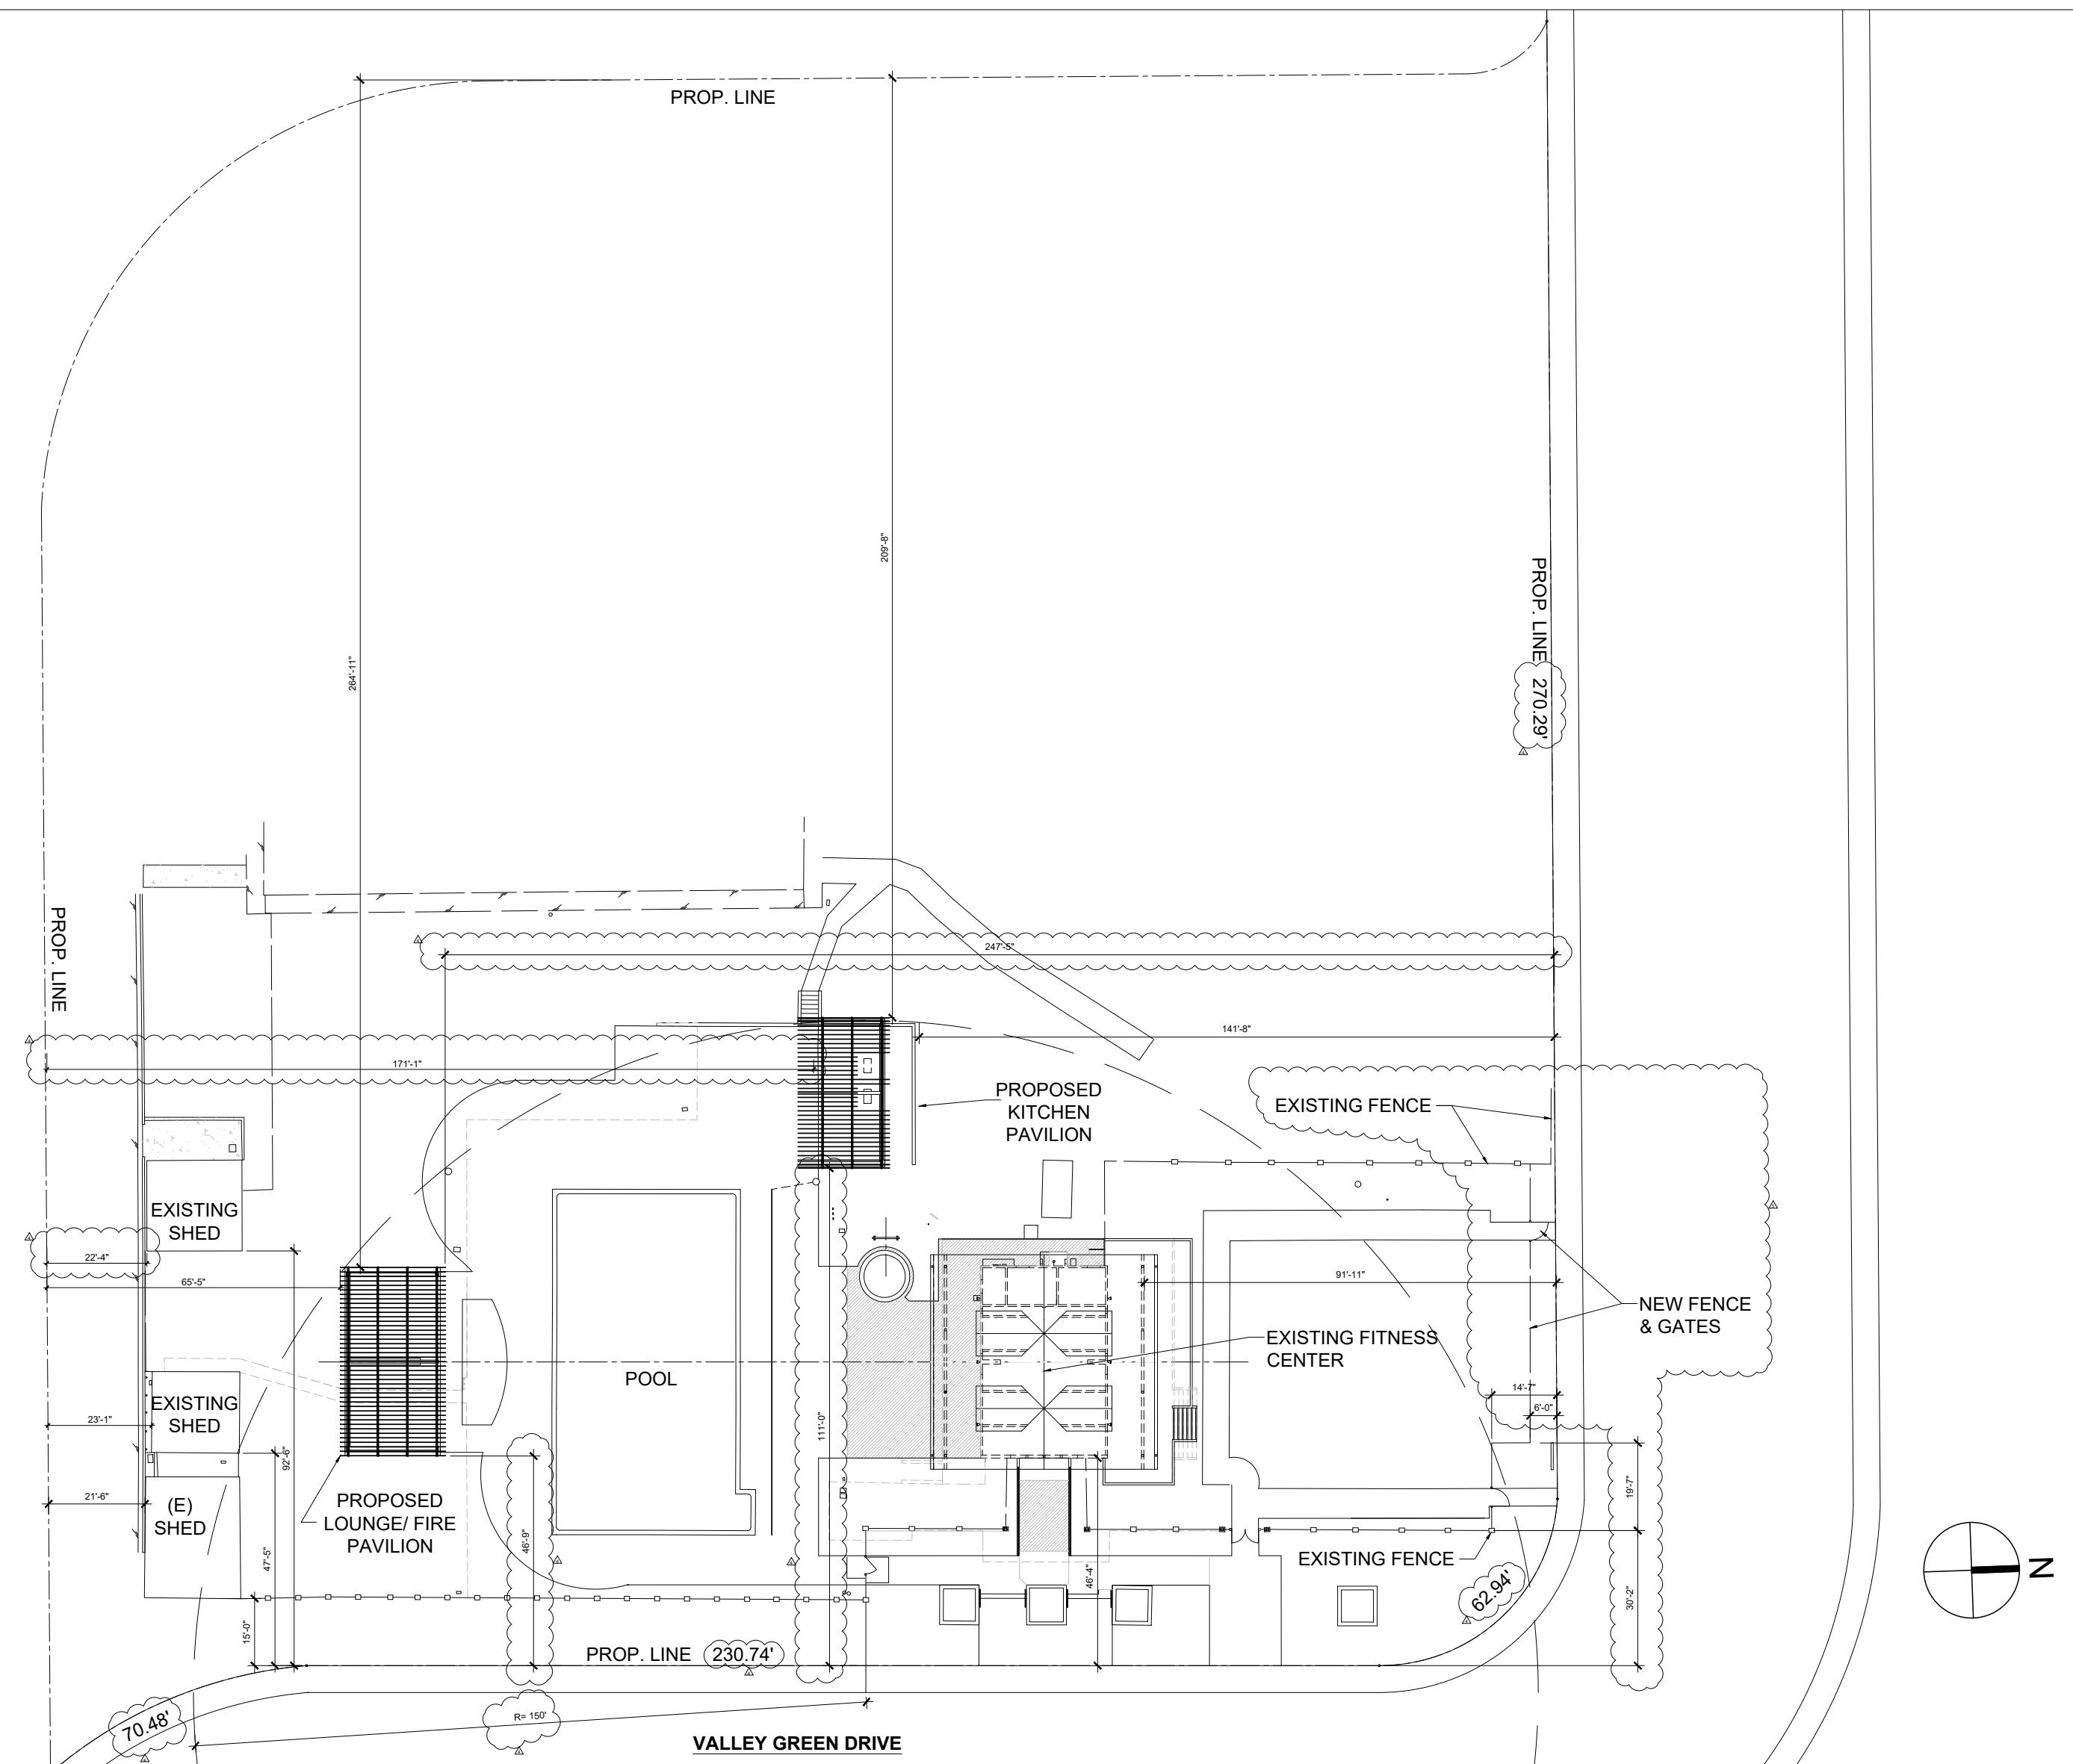 PROP. LINE
209'-8"
264'-11"
PROP. LINE
270.29'
PROP. LINE
247'-5"
141'-8"
171'-1"
PROPOSED
KITCHEN
PAVILION
EXISTING FENCE
EXISTING
SHED
22'-4"
65'-5"
91'-11"
NEW FENCE
& GATES
EXISTING FITNESS
CENTER
POOL
14'-7"
6'-0"
EXISTING
SHED
23'-1"
111'-0"
92'-6"
21'-6"
(E)
SHED
PROPOSED
LOUNGE/ FIRE
PAVILION
19'-7"
46'-9"
47'-5"
EXISTING FENCE
46'-4"
62.94'
30'-2"
N
15'-0"
PROP. LINE
230.74'
70.48'
R= 150'
VALLEY GREEN DRIVE